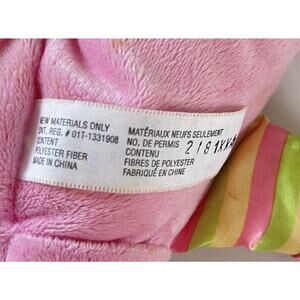 NEW MATERIALS ONLY
ONT. REG. # 01T-1331908
CONTENT
POLYESTER FIBER
MADE IN CHINA
MATÉRIAUX NEUFS SEULEMENT
NO. DE PERMIS 2181XX
CONTENU
FIBRES DE POLYESTER
FABRIQUÉ EN CHINE